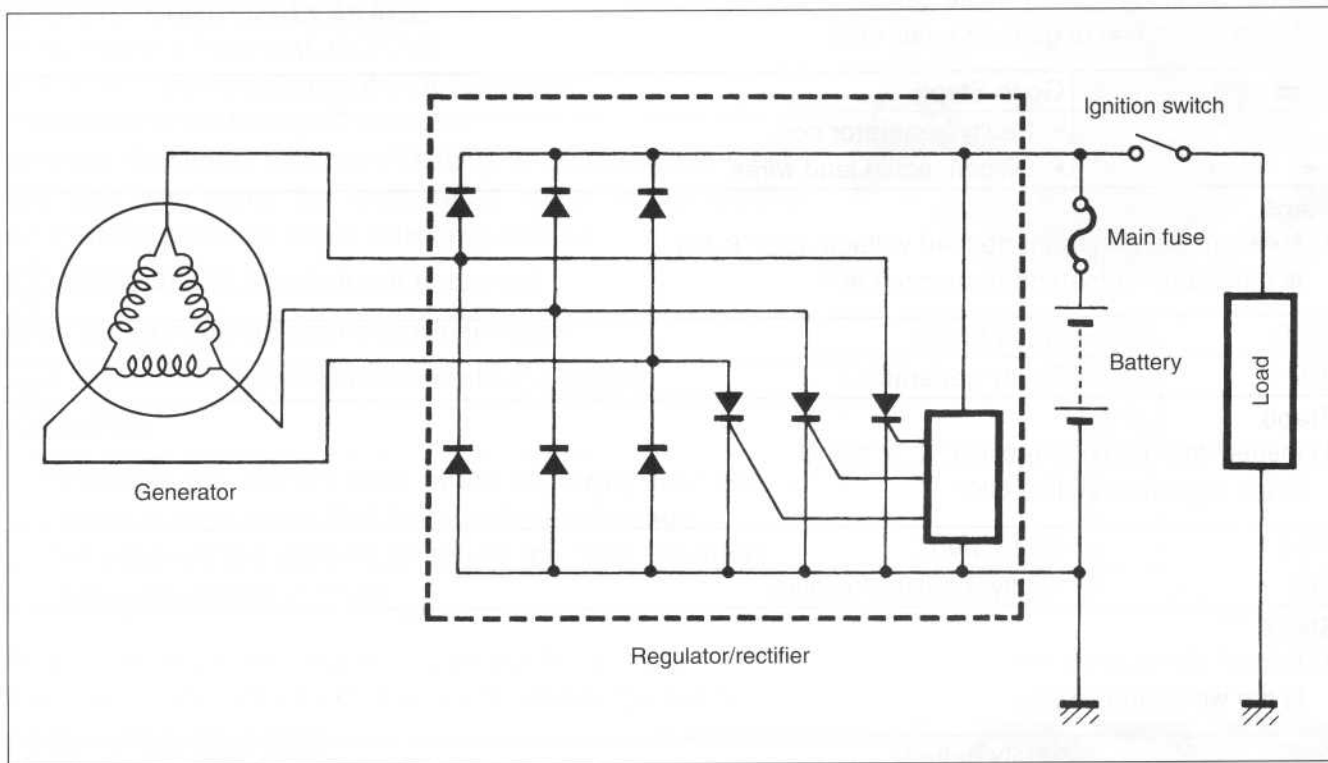 Ignition switch
Main fuse
Battery
Load
Generator
Regulator/rectifier